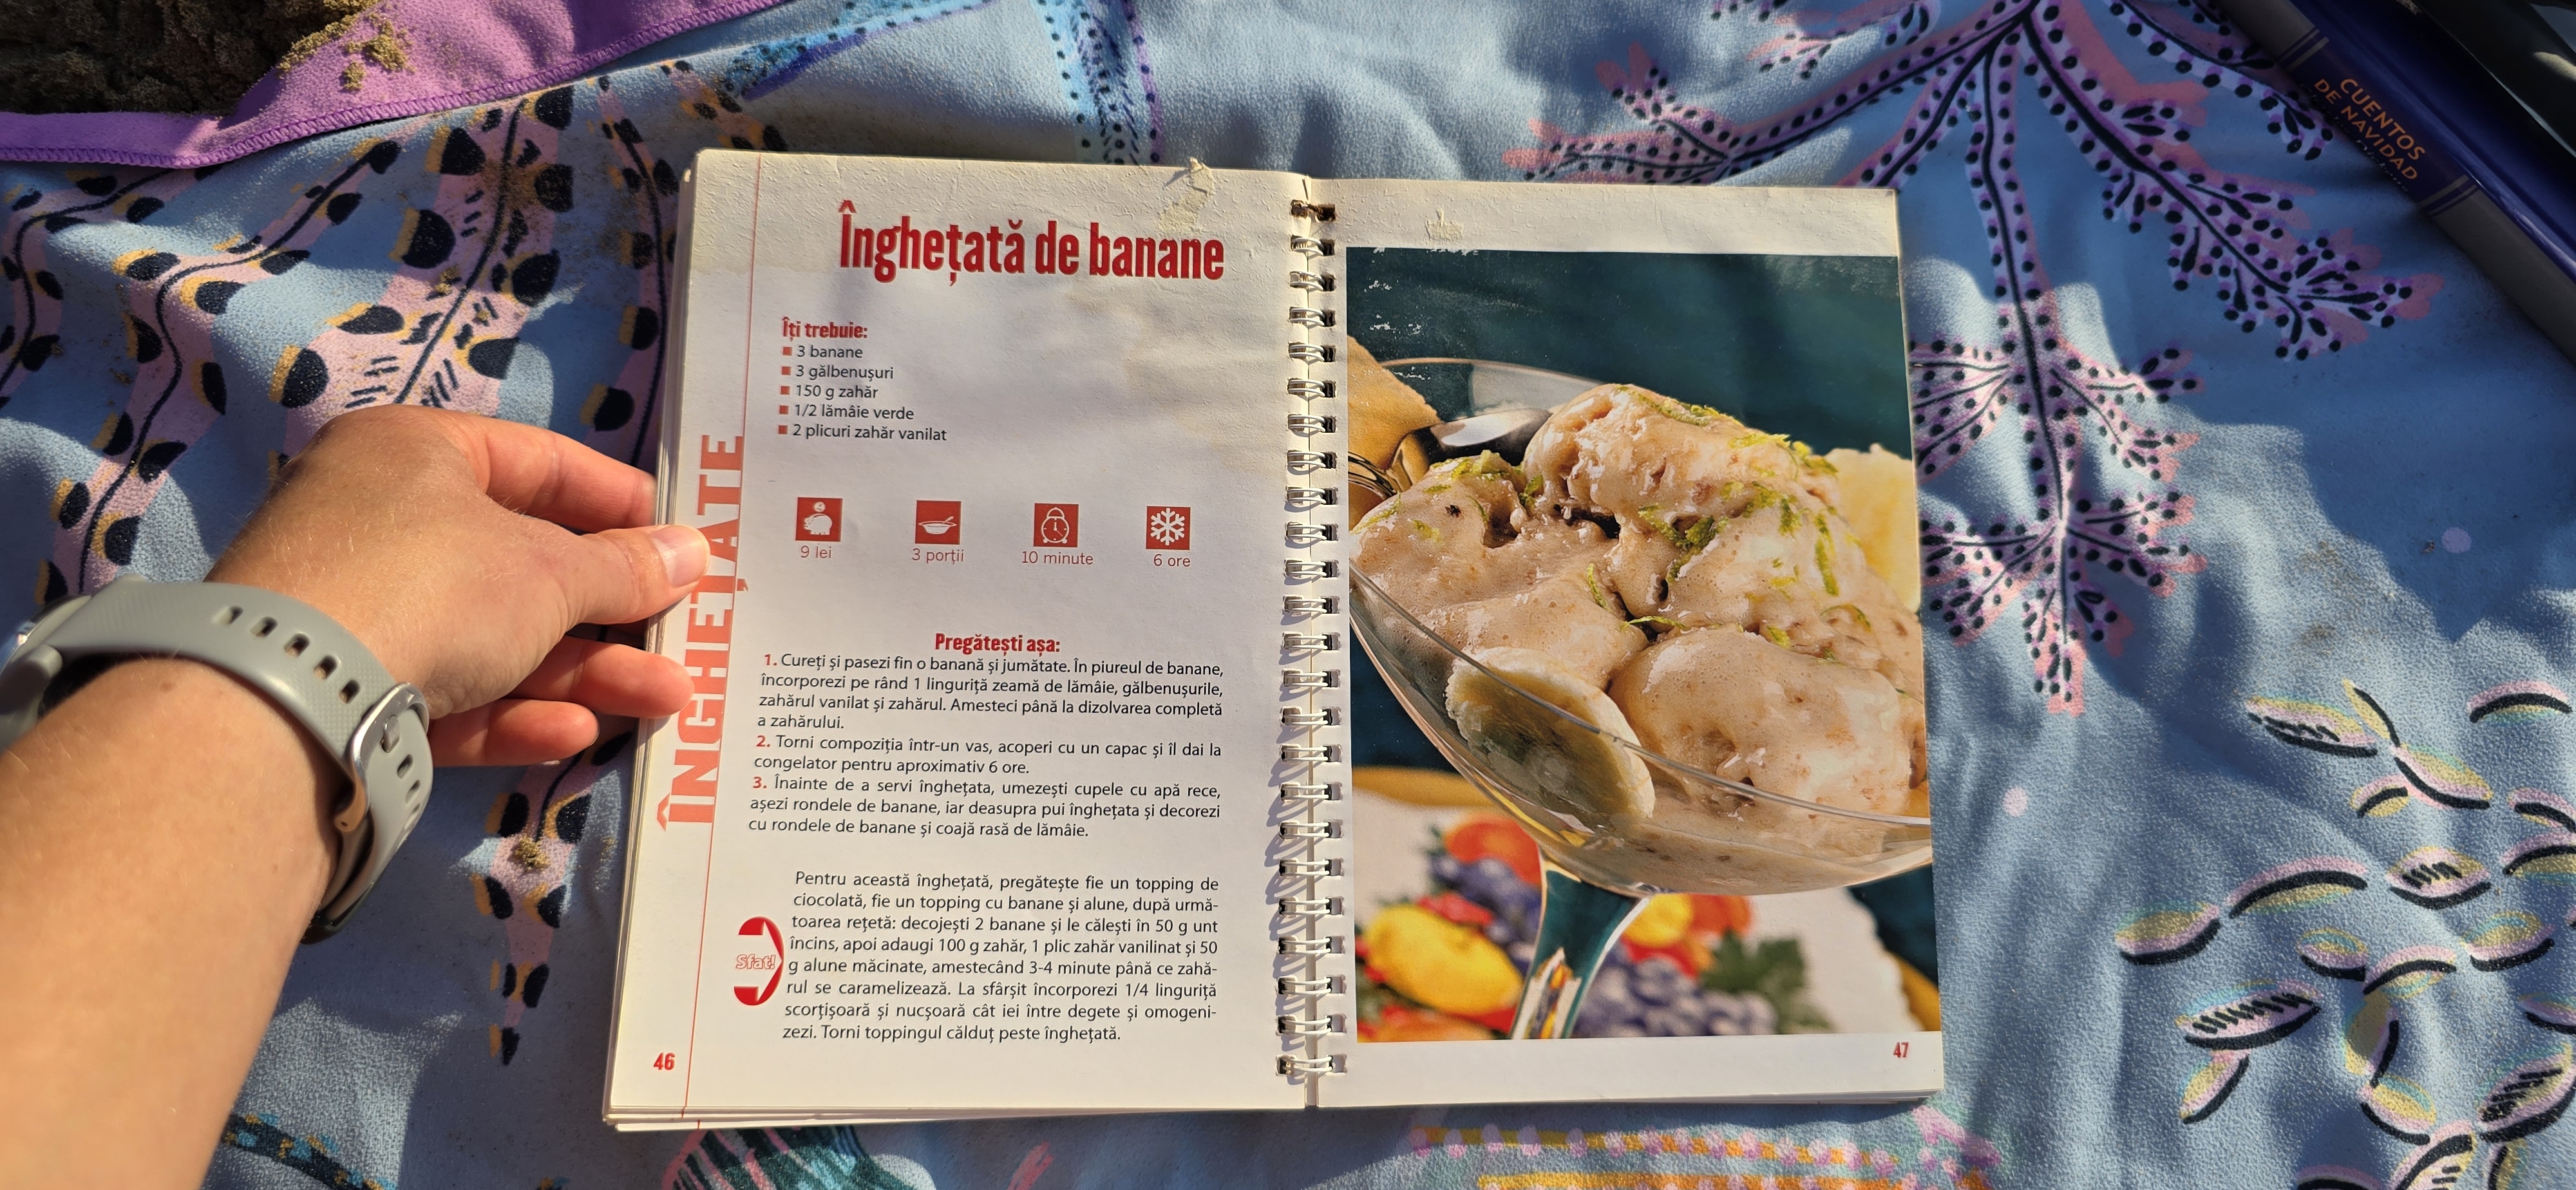 Înghețată de banane
Îți trebuie:
3 banane
3 gălbenușuri
150 g zahăr
1/2 lămâie verde
2 plicuri zahăr vanilat
9 lei
3 porții
10 minute
6 ore
ÎNGHEȚATE
Pregătești așa:
1. Cureți și pasezi fin o banană și jumătate. În piureul de banane,
încorporezi pe rând 1 linguriță zeamă de lămâie, gălbenușurile,
zahărul vanilat și zahărul. Amesteci până la dizolvarea completă
a zahărului.
2. Torni compoziția într-un vas, acoperi cu un capac și îl dai la
congelator pentru aproximativ 6 ore.
3. Înainte de a servi înghețata, umezești cupele cu apă rece,
așezi rondele de banane, iar deasupra pui înghețata și decorezi
cu rondele de banane și coajă rasă de lămâie.
Sfat!
Pentru această înghețată, pregătește fie un topping de
ciocolată, fie un topping cu banane și alune, după urmă-
toarea rețetă: decojești 2 banane și le călești în 50 g unt
încins, apoi adaugi 100 g zahăr, 1 plic zahăr vanilinat și 50
g alune măcinate, amestecând 3-4 minute până ce zahă-
rul se caramelizează. La sfârșit încorporezi 1/4 linguriță
scorțișoară și nucșoară cât iei între degete și omogeni-
zezi. Torni toppingul călduț peste înghețată.
46
47
CUENTOS
DE NAVIDAD